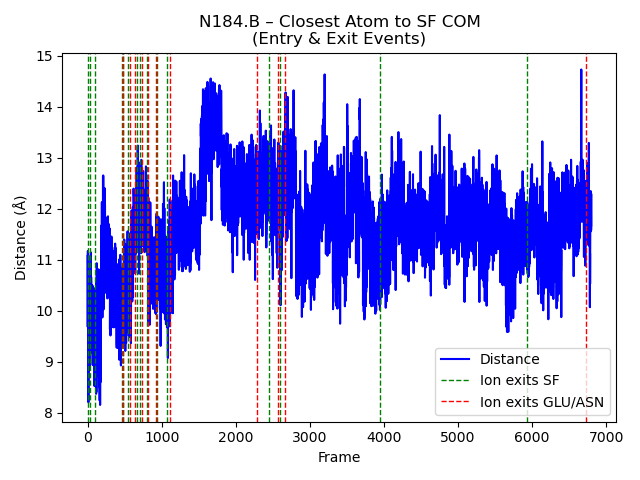 N184.B – Closest Atom to SF COM
(Entry & Exit Events)
15
14
13
12
11
10
9
8
Distance (Å)
Distance
Ion exits SF
Ion exits GLU/ASN
0
1000
2000
3000
4000
5000
6000
7000
Frame